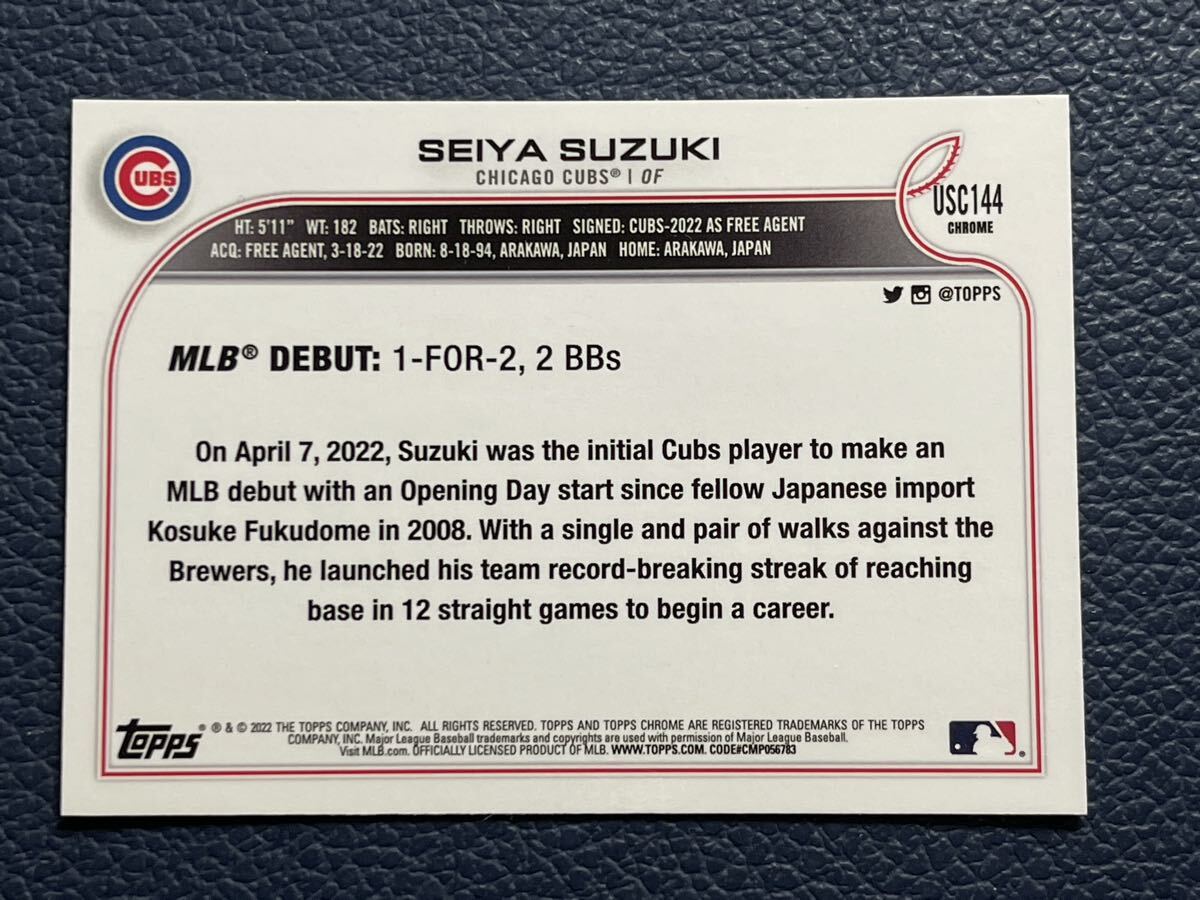 CUBS®
SEIYA SUZUKI
CHICAGO CUBS® | OF
USC144
CHROME
HT: 5'11" WT: 182 BATS: RIGHT THROWS: RIGHT SIGNED: CUBS-2022 AS FREE AGENT
ACQ: FREE AGENT, 3-18-22 BORN: 8-18-94, ARAKAWA, JAPAN HOME: ARAKAWA, JAPAN
@TOPPS
MLB® DEBUT: 1-FOR-2, 2 BBs
On April 7, 2022, Suzuki was the initial Cubs player to make an
MLB debut with an Opening Day start since fellow Japanese import
Kosuke Fukudome in 2008. With a single and pair of walks against the
Brewers, he launched his team record-breaking streak of reaching
base in 12 straight games to begin a career.
Topps
® ® & © 2022 THE TOPPS COMPANY, INC. ALL RIGHTS RESERVED. TOPPS AND TOPPS CHROME ARE REGISTERED TRADEMARKS OF THE TOPPS
COMPANY, INC. Major League Baseball trademarks and copyrights are used with permission of Major League Baseball.
Visit MLB.com. OFFICIALLY LICENSED PRODUCT OF MLB. WWW.TOPPS.COM. CODE#CMP056783
®